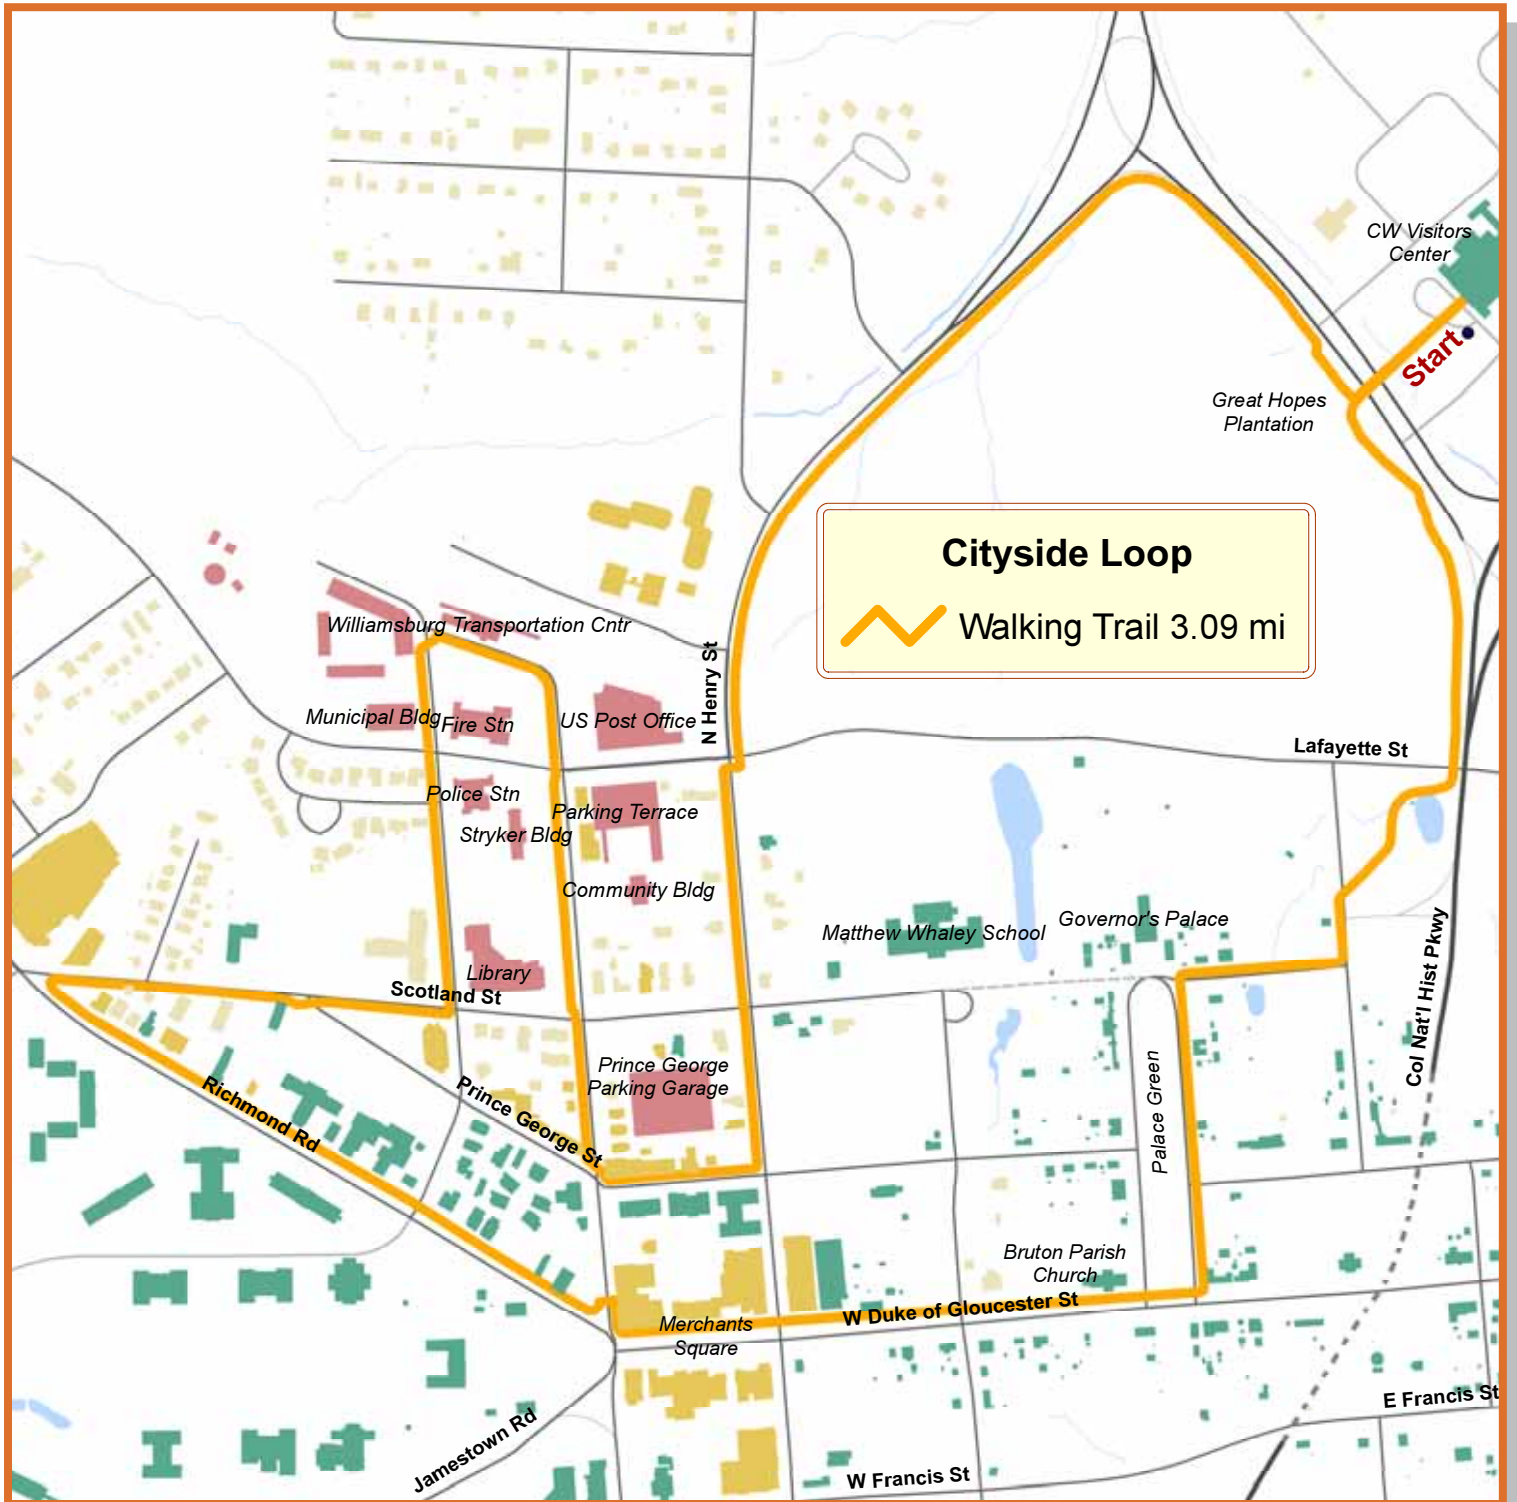 CW Visitors
Center
Start
Great Hopes
Plantation
Cityside Loop
Walking Trail 3.09 mi
Williamsburg Transportation Cntr
N Henry St
Municipal Bldg
Fire Stn
US Post Office
Lafayette St
Police Stn
Parking Terrace
Stryker Bldg
Community Bldg
Matthew Whaley School
Governor's Palace
Library
Scotland St
Col Nat'l Hist Pkwy
Prince George
Parking Garage
Richmond Rd
Prince George St
Palace Green
Bruton Parish
Church
W Duke of Gloucester St
Merchants
Square
E Francis St
Jamestown Rd
W Francis St